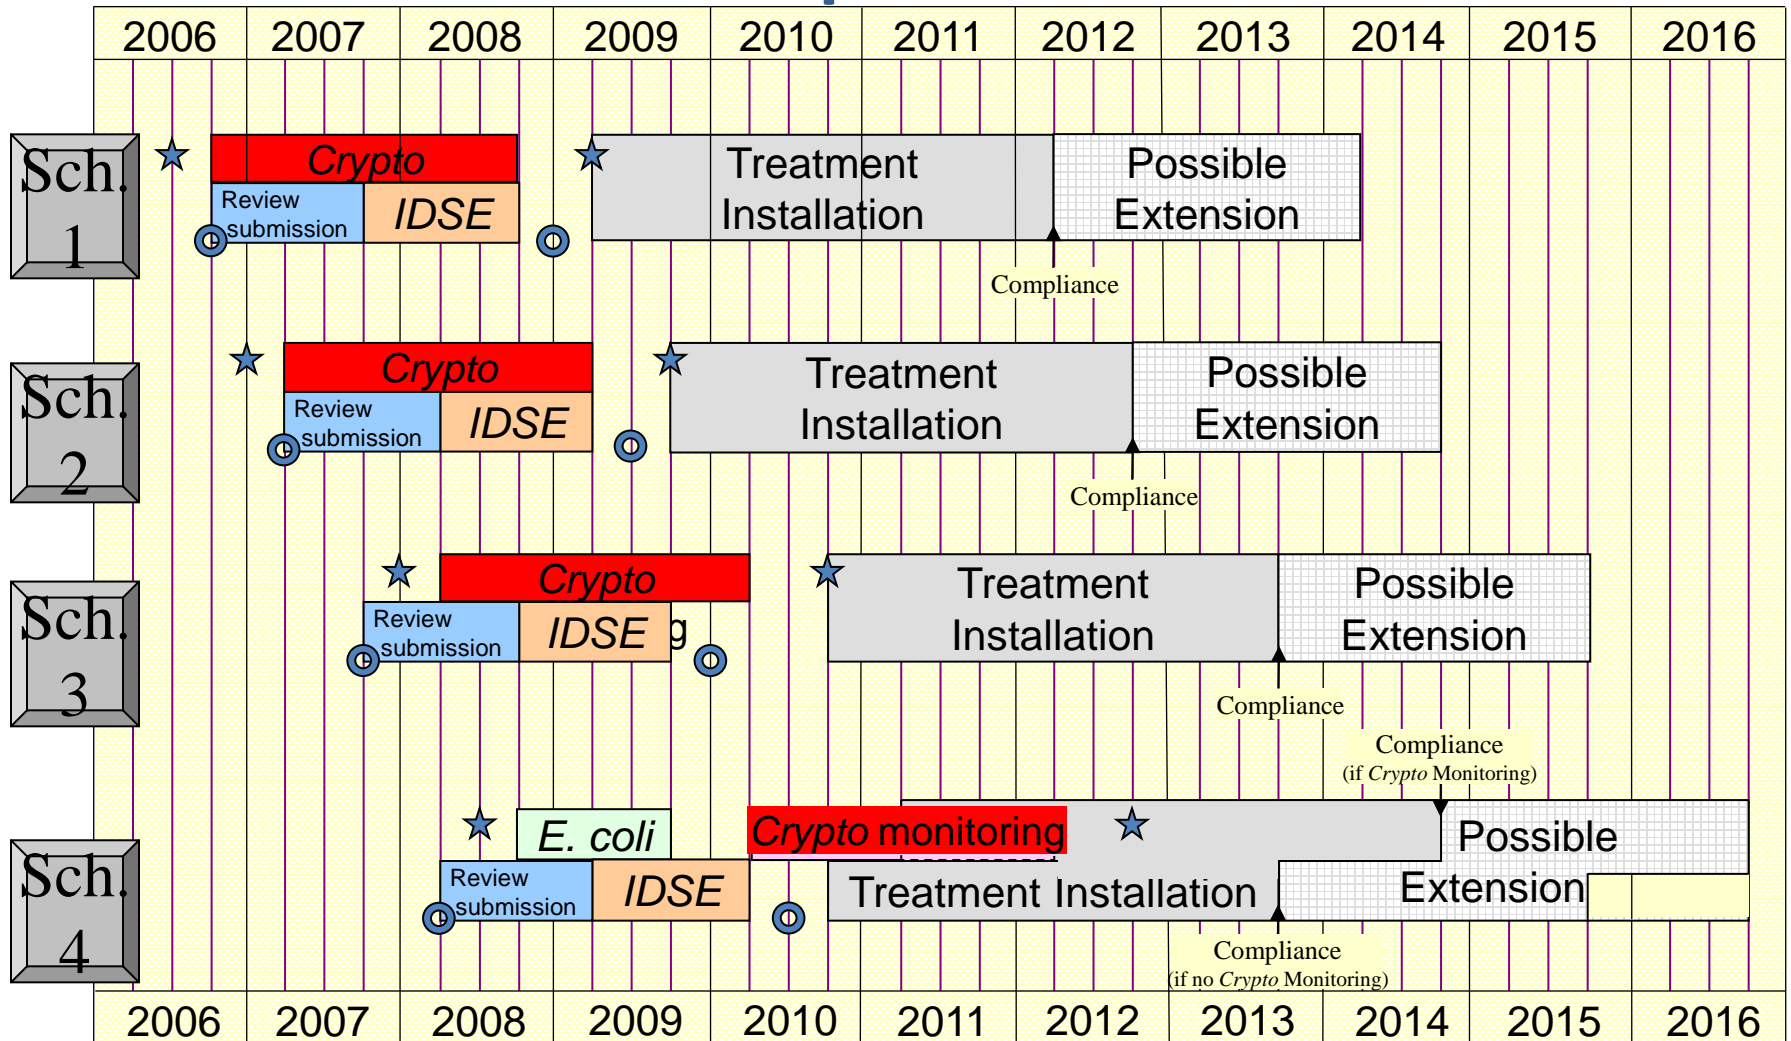 2006 2007 2008 2009 2010 2011 2012 2013 2014 2015 2016
Sch.
1
Crypto
Review
submission
IDSE
Treatment
Installation
Possible
Extension
Compliance
Sch.
2
Crypto
Review
submission
IDSE
Treatment
Installation
Possible
Extension
Compliance
Sch.
3
Crypto
Review
submission
IDSE
g
Treatment
Installation
Possible
Extension
Compliance
Compliance
(if Crypto Monitoring)
Sch.
4
E. coli
Crypto monitoring
Review
submission
IDSE
Treatment Installation
Possible
Extension
Compliance
(if no Crypto Monitoring)
2006 2007 2008 2009 2010 2011 2012 2013 2014 2015 2016